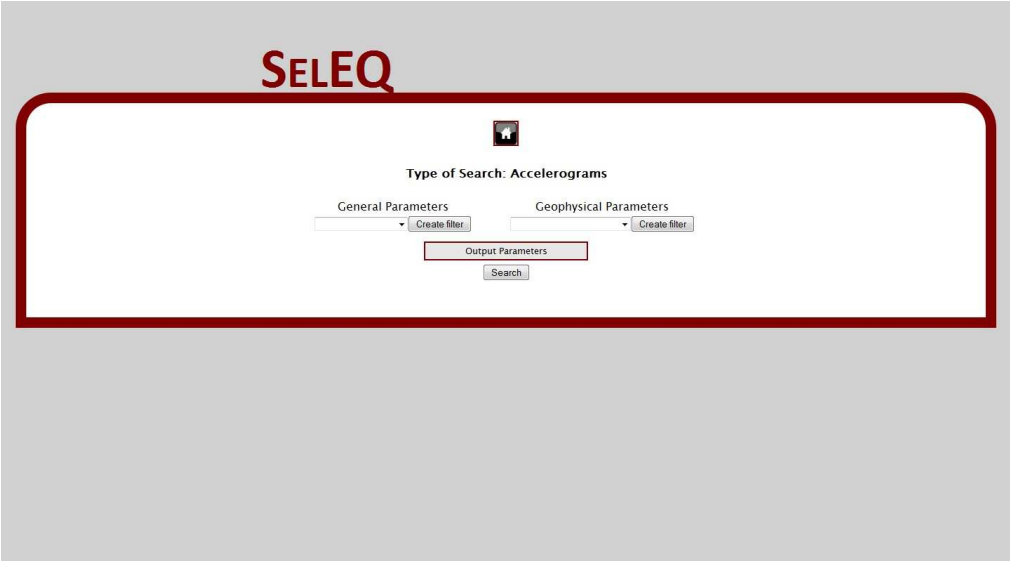 SELEQ
Type of Search: Accelerograms
General Parameters Geophysical Parameters
Create filter Create filter
Output Parameters
Search